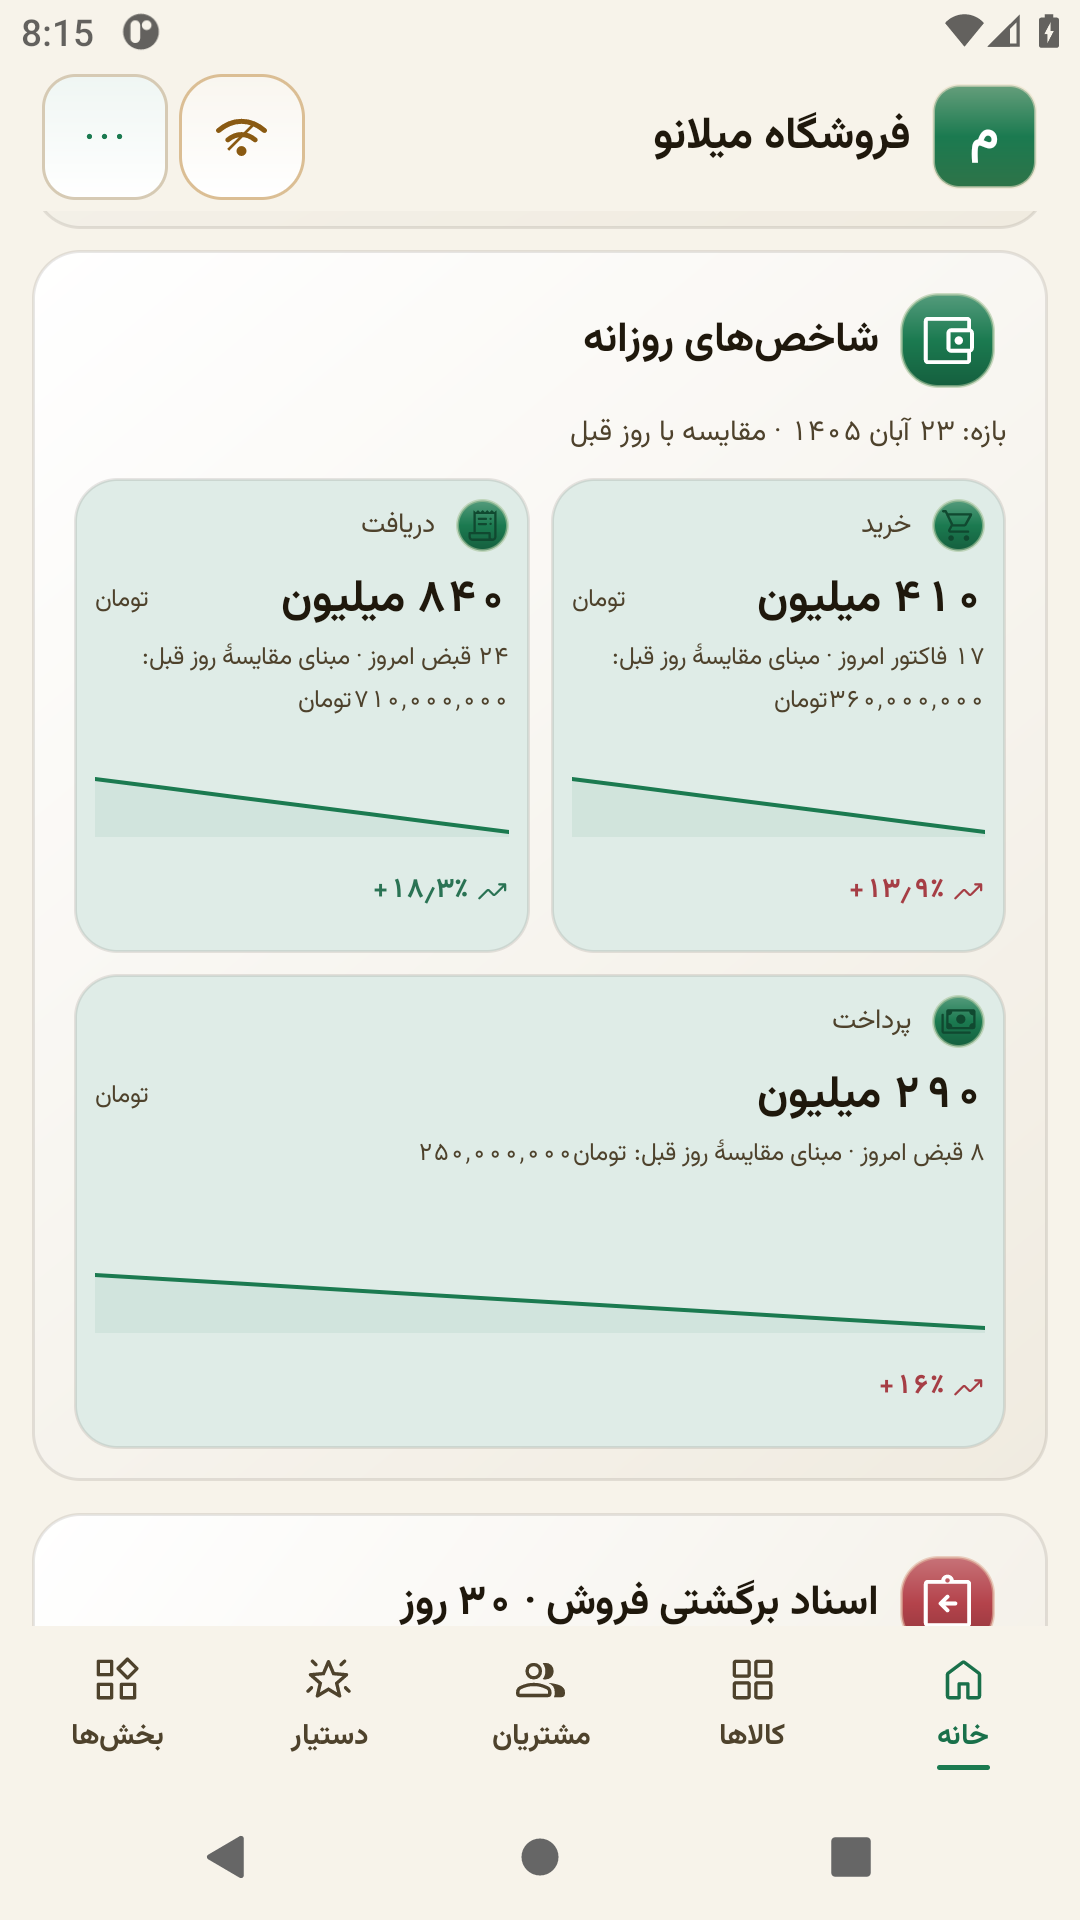 8:15
م
فروشگاه میلانو
شاخص‌های روزانه
بازه: ۲۳ آبان ۱۴۰۵ · مقایسه با روز قبل
خرید
۴۱۰ میلیون تومان
۱۷ فاکتور امروز · مبنای مقایسهٔ روز قبل:
۳۶۰,۰۰۰,۰۰۰تومان
+۱۳٫۹٪
دریافت
۸۴۰ میلیون تومان
۲۴ قبض امروز · مبنای مقایسهٔ روز قبل:
۷۱۰,۰۰۰,۰۰۰تومان
+۱۸٫۳٪
پرداخت
۲۹۰ میلیون تومان
۸ قبض امروز · مبنای مقایسهٔ روز قبل: تومان۲۵۰,۰۰۰,۰۰۰
+۱۶٪
اسناد برگشتی فروش · ۳۰ روز
خانه
کالاها
مشتریان
دستیار
بخش‌ها